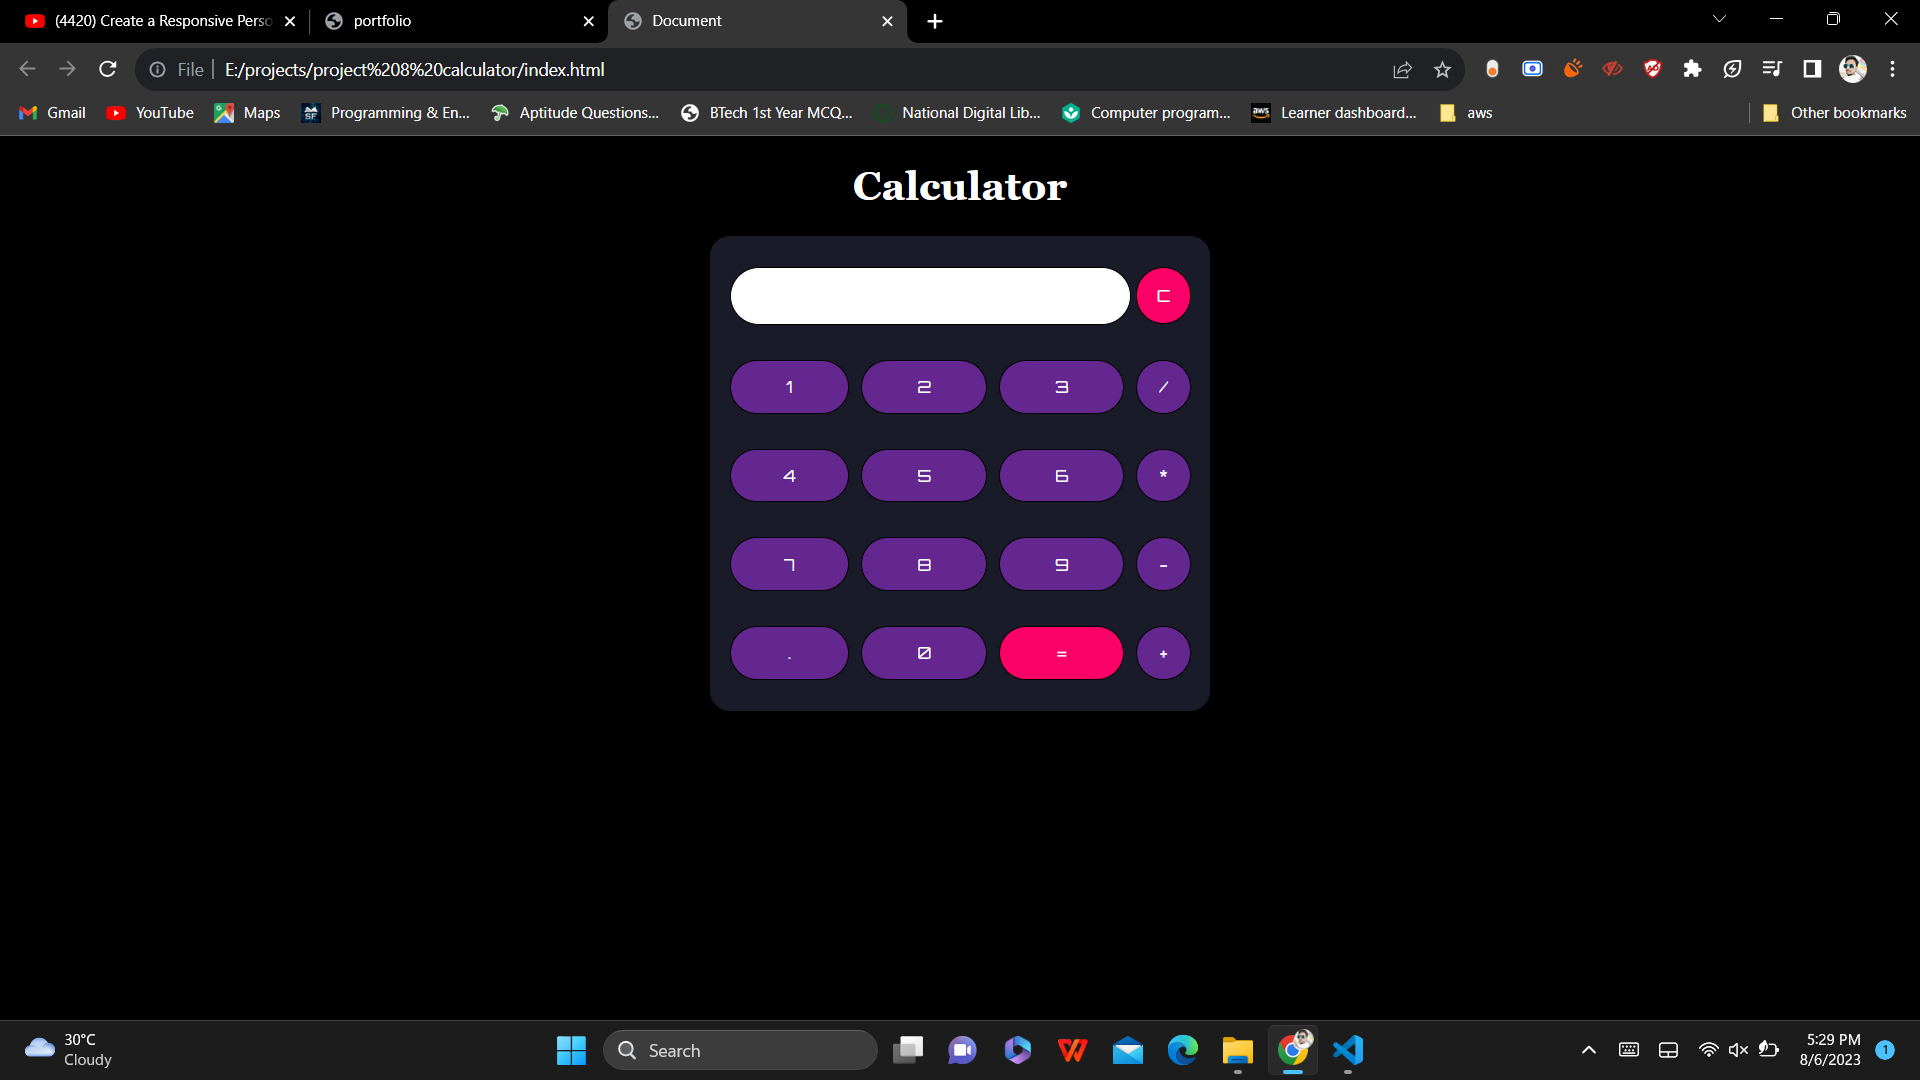 (4420) Create a Responsive Perso
portfolio
Document
File
E:/projects/project%208%20calculator/index.html
Gmail
YouTube
Maps
Programming & En...
Aptitude Questions...
BTech 1st Year MCQ...
National Digital Lib...
Computer program...
aws
Learner dashboard...
aws
Other bookmarks
Calculator
C
1 2 3 /
4 5 6 *
7 8 9 -
. 0 = +
30°C
Cloudy
Search
5:29 PM
8/6/2023
1